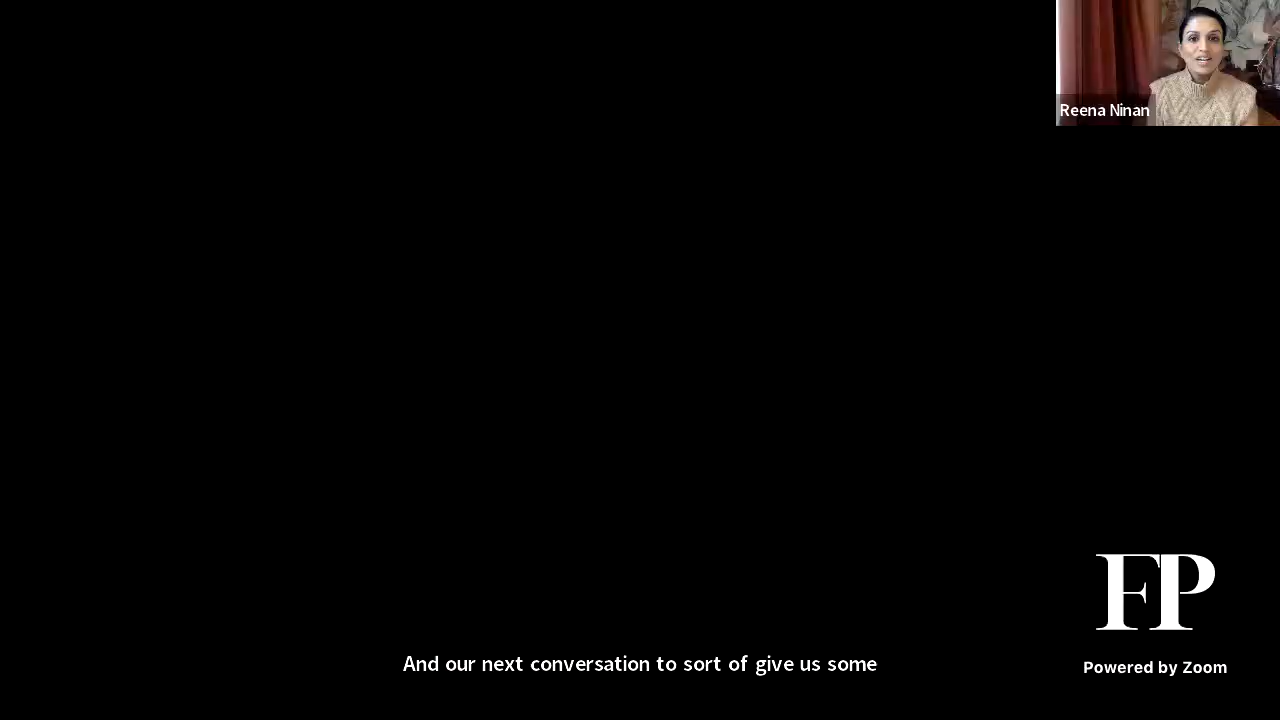 Reena Ninan
FP
And our next conversation to sort of give us some
Powered by Zoom